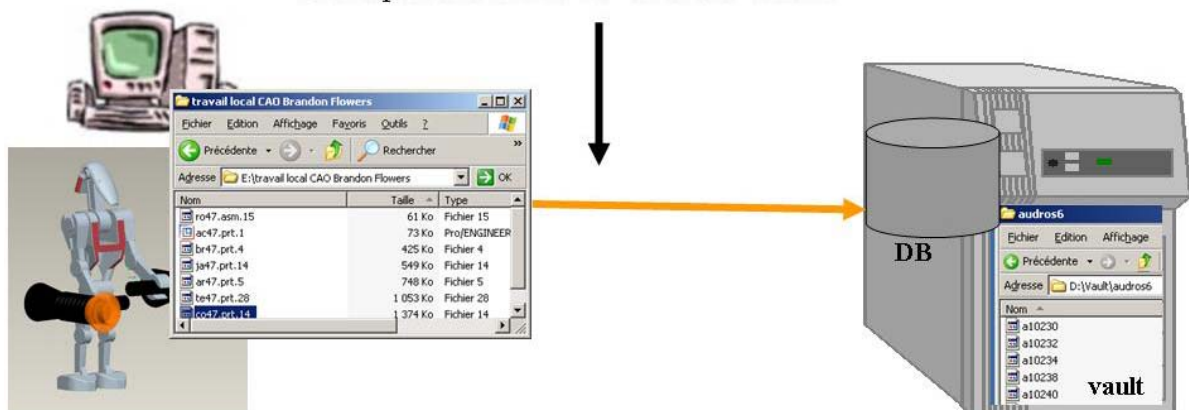 travail local CAO Brandon Flowers
Fichier Edition Affichage Favoris Outils ?
Précédente Rechercher »
Adresse E:\travail local CAO Brandon Flowers OK
Nom Taille Type
ro47.asm.15 61 Ko Fichier 15
ac47.prt.1 73 Ko Pro/ENGINEER
br47.prt.4 425 Ko Fichier 4
ja47.prt.14 549 Ko Fichier 14
ar47.prt.5 748 Ko Fichier 5
te47.prt.28 1 053 Ko Fichier 28
co47.prt.14 1 374 Ko Fichier 14
DB
audros6
Fichier Edition Affichage
Précédente
Adresse D:\Vault\audros6
Nom
a10230
a10232
a10234
a10238
a10240
vault